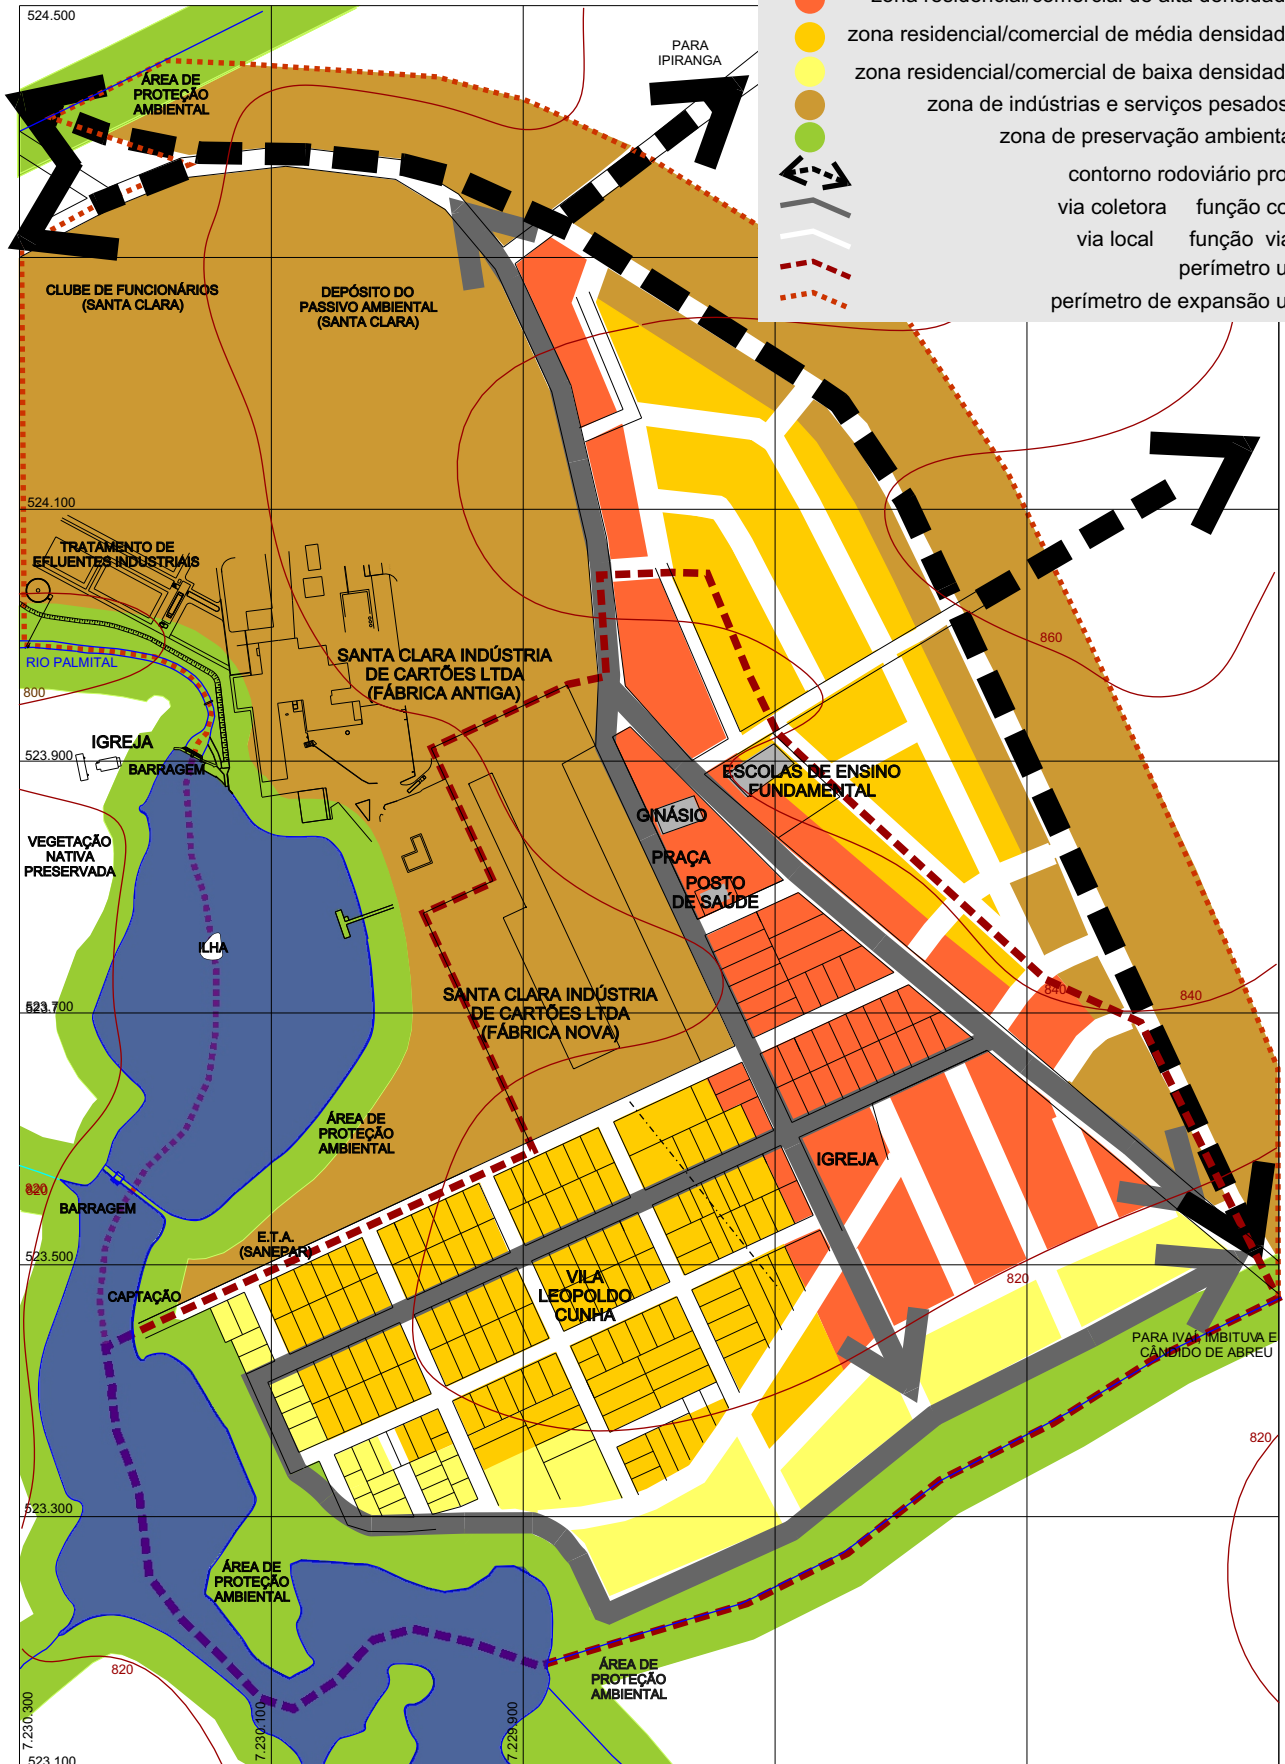 524.500
zona residencial/comercial de alta densidad
zona residencial/comercial de média densidad
zona residencial/comercial de baixa densidad
zona de indústrias e serviços pesados
zona de preservação ambienta
contorno rodoviário pro
via coletora função co
via local função via
perímetro u
perímetro de expansão u
PARA
IPIRANGA
ÁREA DE
PROTEÇÃO
AMBIENTAL
CLUBE DE FUNCIONÁRIOS
(SANTA CLARA)
DEPÓSITO DO
PASSIVO AMBIENTAL
(SANTA CLARA)
524.100
TRATAMENTO DE
EFLUENTES INDUSTRIAIS
860
RIO PALMITAL
SANTA CLARA INDÚSTRIA
DE CARTÕES LTDA
(FÁBRICA ANTIGA)
800
IGREJA
523.900
BARRAGEM
ESCOLAS DE ENSINO
FUNDAMENTAL
GINÁSIO
VEGETAÇÃO
NATIVA
PRESERVADA
PRAÇA
POSTO
DE SAÚDE
ILHA
SANTA CLARA INDÚSTRIA
DE CARTÕES LTDA
(FÁBRICA NOVA)
840
840
523.700
ÁREA DE
PROTEÇÃO
AMBIENTAL
IGREJA
820
BARRAGEM
E.T.A.
(SANEPAR)
523.500
VILA
LEOPOLDO
CUNHA
820
CAPTAÇÃO
PARA IVAÍ, IMBITUVA E
CÂNDIDO DE ABREU
820
523.300
ÁREA DE
PROTEÇÃO
AMBIENTAL
ÁREA DE
PROTEÇÃO
AMBIENTAL
820
7.230.300
7.230.100
7.229.900
523.100